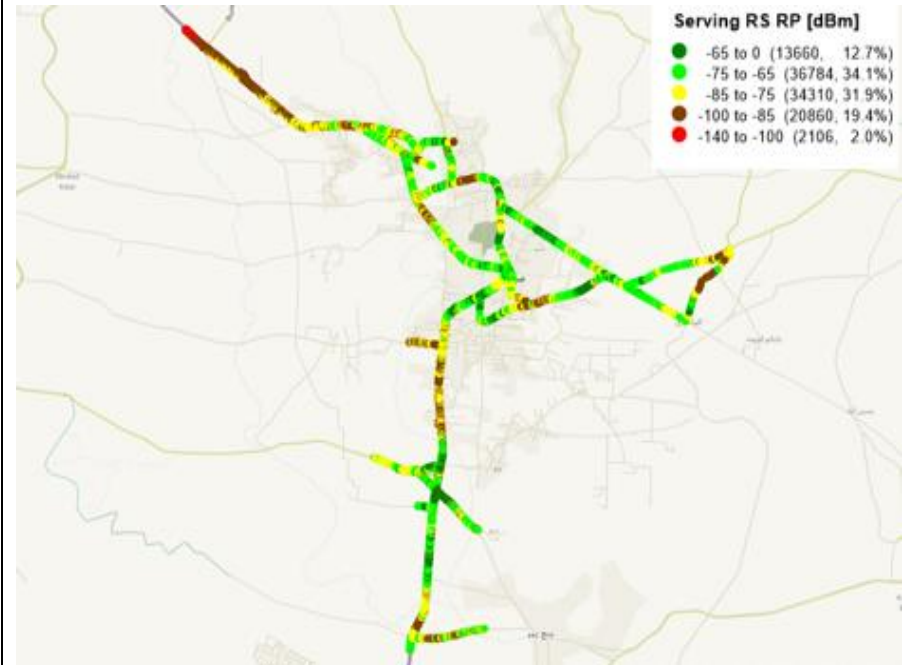 Serving RS RP [dBm]
-65 to 0 (13660, 12.7%)
-75 to -65 (36784, 34.1%)
-85 to -75 (34310, 31.9%)
-100 to -85 (20860, 19.4%)
-140 to -100 (2106, 2.0%)